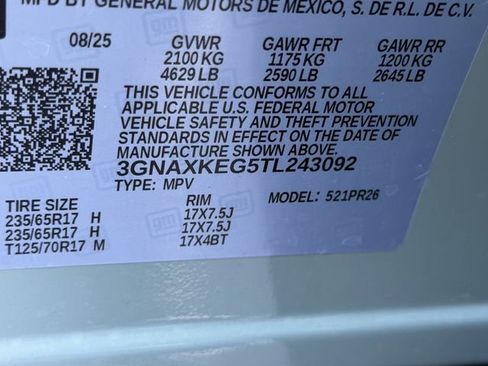 MFD BY GENERAL MOTORS DE MEXICO, S. DE R.L. DE C.V.
08/25 GVWR GAWR FRT GAWR RR
2100 KG 1175 KG 1200 KG
4629 LB 2590 LB 2645 LB
THIS VEHICLE CONFORMS TO ALL
APPLICABLE U.S. FEDERAL MOTOR
VEHICLE SAFETY AND THEFT PREVENTION
STANDARDS IN EFFECT ON THE DATE OF
MANUFACTURE SHOWN ABOVE.
3GNAXKEG5TL243092
TYPE: MPV MODEL: 521PR26
TIRE SIZE RIM
235/65R17 H 17X7.5J
235/65R17 H 17X7.5J
T125/70R17 M 17X4BT
gm